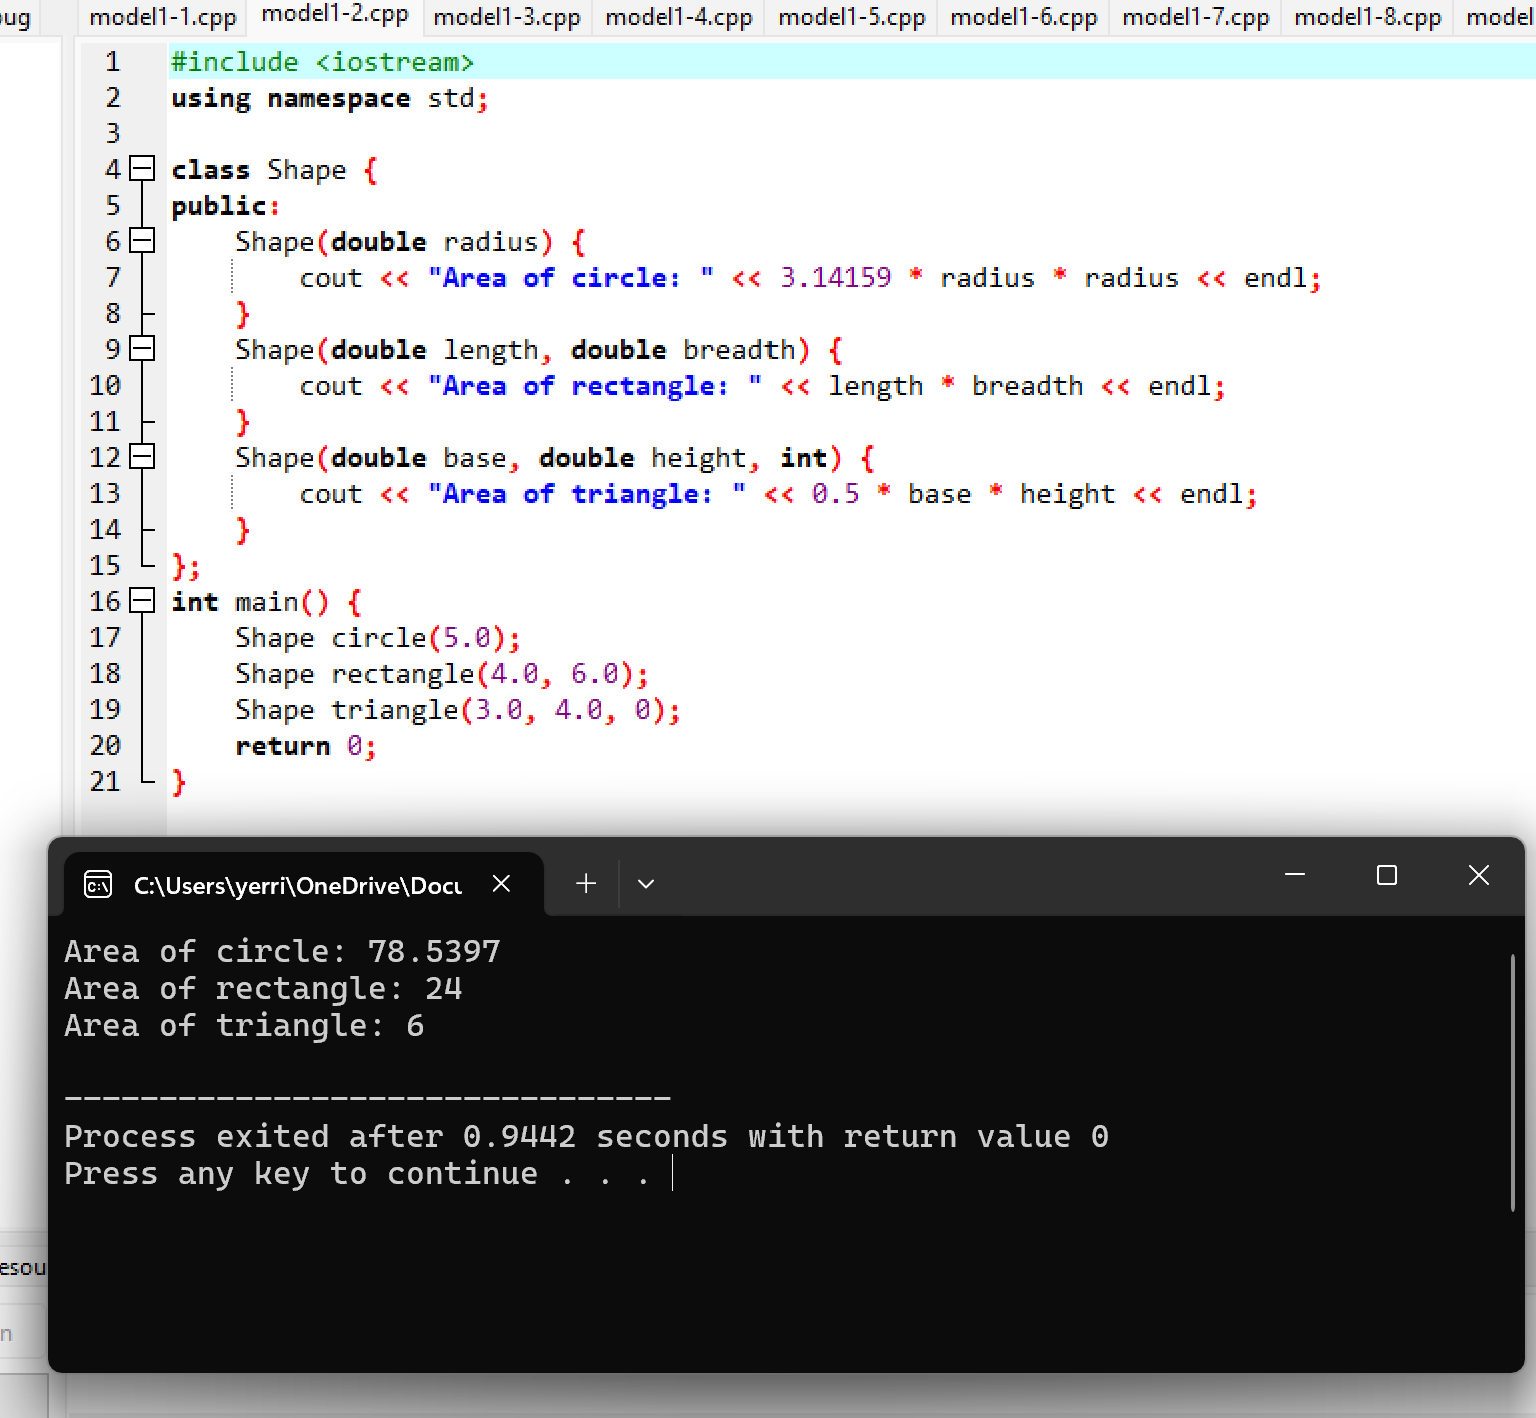 ug model1-1.cpp model1-2.cpp model1-3.cpp model1-4.cpp model1-5.cpp model1-6.cpp model1-7.cpp model1-8.cpp model
1 #include <iostream>
2 using namespace std;
3
4 class Shape {
5 public:
6 Shape(double radius) {
7 cout << "Area of circle: " << 3.14159 * radius * radius << endl;
8 }
9 Shape(double length, double breadth) {
10 cout << "Area of rectangle: " << length * breadth << endl;
11 }
12 Shape(double base, double height, int) {
13 cout << "Area of triangle: " << 0.5 * base * height << endl;
14 }
15 };
16 int main() {
17 Shape circle(5.0);
18 Shape rectangle(4.0, 6.0);
19 Shape triangle(3.0, 4.0, 0);
20 return 0;
21 }
C:\Users\yerri\OneDrive\Docu
Area of circle: 78.5397
Area of rectangle: 24
Area of triangle: 6
--------------------------------
Process exited after 0.9442 seconds with return value 0
Press any key to continue . . .
esou
n